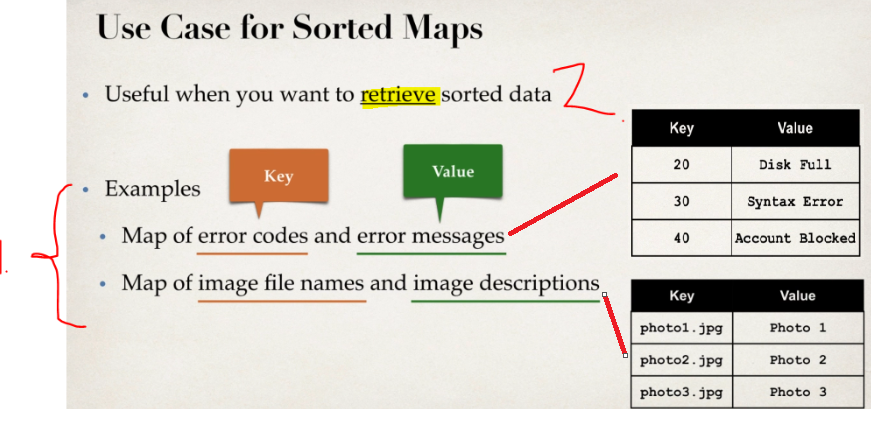 Use Case for Sorted Maps
• Useful when you want to retrieve sorted data
2.
1.
• Examples
Key
Value
• Map of error codes and error messages
• Map of image file names and image descriptions
Key Value
20 Disk Full
30 Syntax Error
40 Account Blocked
Key Value
photo1.jpg Photo 1
photo2.jpg Photo 2
photo3.jpg Photo 3